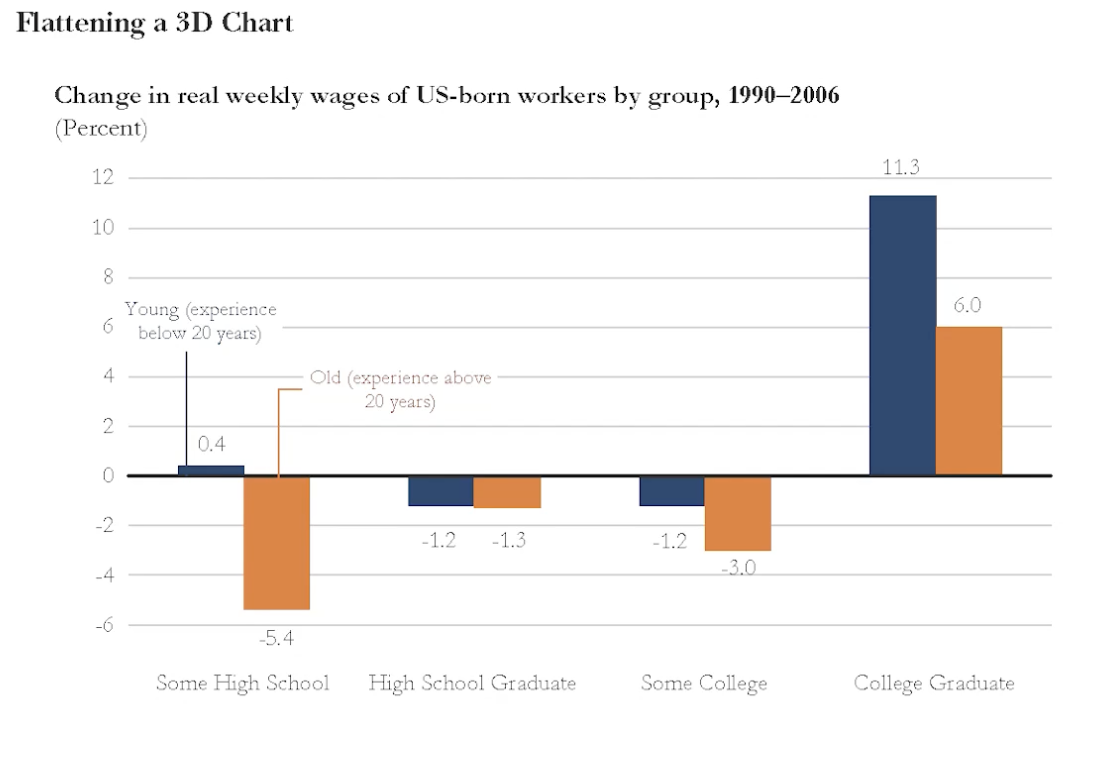 Flattening a 3D Chart
Change in real weekly wages of US-born workers by group, 1990–2006
(Percent)
12
10
8
6
4
2
0
-2
-4
-6
Young (experience
below 20 years)
Old (experience above
20 years)
0.4
-5.4
-1.2
-1.3
-1.2
-3.0
11.3
6.0
Some High School
High School Graduate
Some College
College Graduate